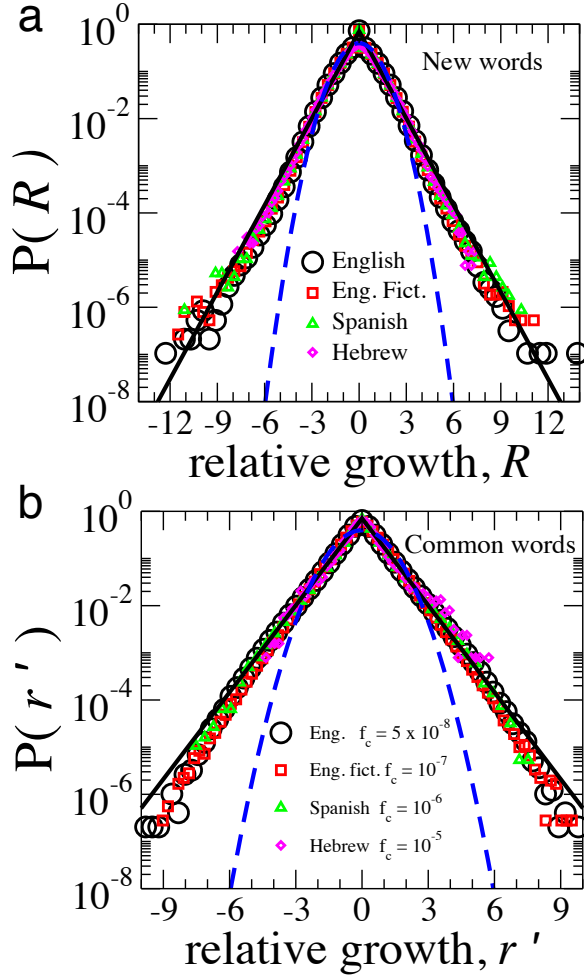 a
New words
10^0
10^-2
10^-4
10^-6
10^-8
P(R)
English
Eng. Fict.
Spanish
Hebrew
-12 -9 -6 -3 0 3 6 9 12
relative growth, R
b
Common words
10^0
10^-2
10^-4
10^-6
10^-8
P(r')
Eng. f_c = 5 x 10^-8
Eng. fict. f_c = 10^-7
Spanish f_c = 10^-6
Hebrew f_c = 10^-5
-9 -6 -3 0 3 6 9
relative growth, r'